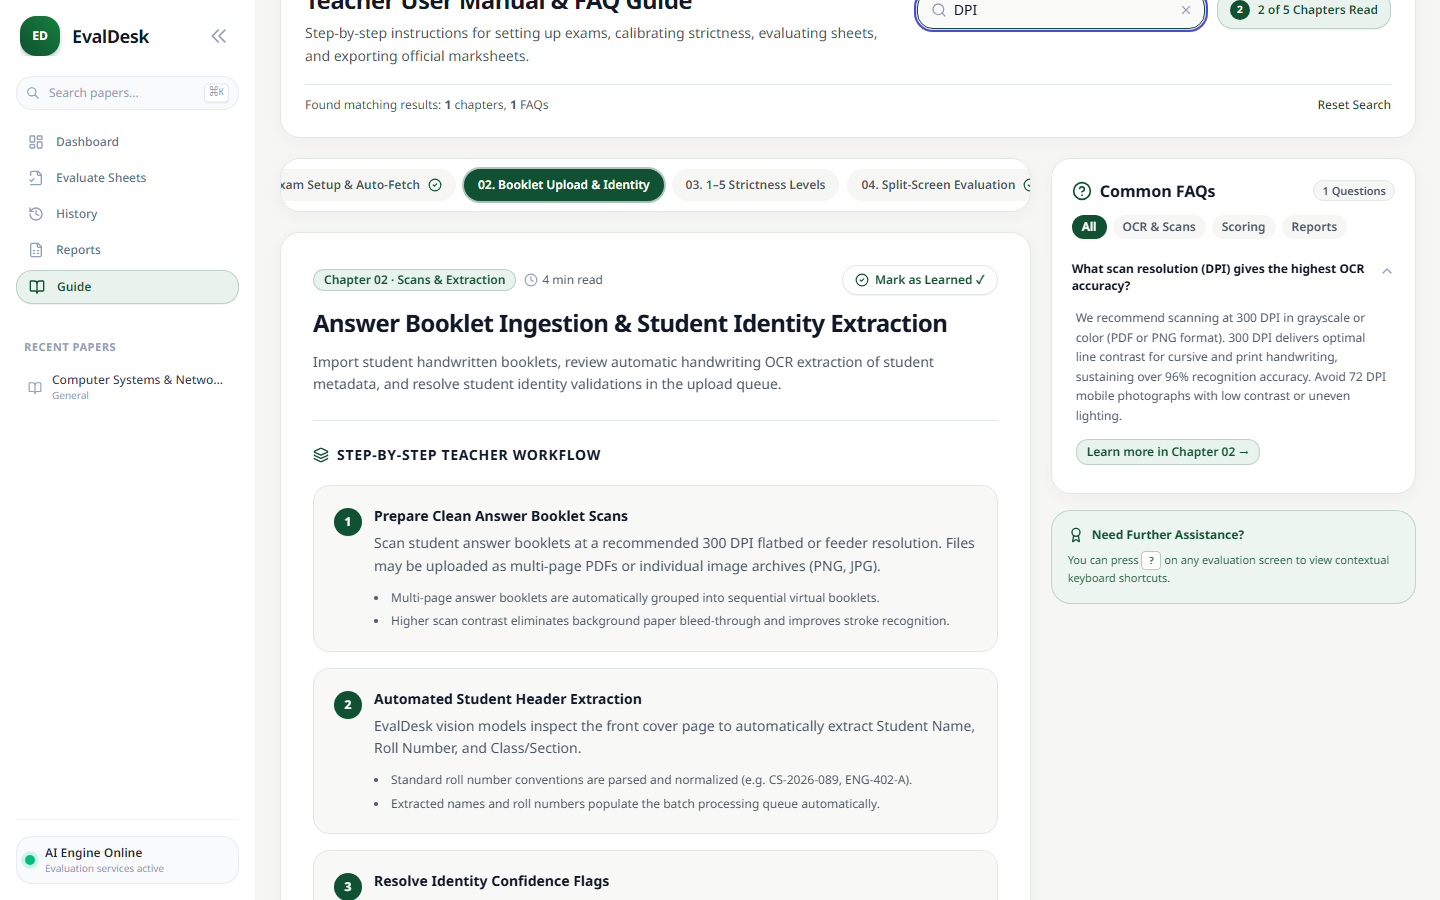 ED
EvalDesk
Search papers...
⌘K
Dashboard
Evaluate Sheets
History
Reports
Guide
RECENT PAPERS
Computer Systems & Netwo...
General
AI Engine Online
Evaluation services active
Teacher User Manual & FAQ Guide
Step-by-step instructions for setting up exams, calibrating strictness, evaluating sheets,
and exporting official marksheets.
DPI
2
2 of 5 Chapters Read
Found matching results: 1 chapters, 1 FAQs
Reset Search
xam Setup & Auto-Fetch
02. Booklet Upload & Identity
03. 1–5 Strictness Levels
04. Split-Screen Evaluation
Chapter 02 · Scans & Extraction
4 min read
Mark as Learned ✓
Answer Booklet Ingestion & Student Identity Extraction
Import student handwritten booklets, review automatic handwriting OCR extraction of student
metadata, and resolve student identity validations in the upload queue.
STEP-BY-STEP TEACHER WORKFLOW
1
Prepare Clean Answer Booklet Scans
Scan student answer booklets at a recommended 300 DPI flatbed or feeder resolution. Files
may be uploaded as multi-page PDFs or individual image archives (PNG, JPG).
• Multi-page answer booklets are automatically grouped into sequential virtual booklets.
• Higher scan contrast eliminates background paper bleed-through and improves stroke recognition.
2
Automated Student Header Extraction
EvalDesk vision models inspect the front cover page to automatically extract Student Name,
Roll Number, and Class/Section.
• Standard roll number conventions are parsed and normalized (e.g. CS-2026-089, ENG-402-A).
• Extracted names and roll numbers populate the batch processing queue automatically.
3
Resolve Identity Confidence Flags
Common FAQs
1 Questions
All
OCR & Scans
Scoring
Reports
What scan resolution (DPI) gives the highest OCR
accuracy?
We recommend scanning at 300 DPI in grayscale or
color (PDF or PNG format). 300 DPI delivers optimal
line contrast for cursive and print handwriting,
sustaining over 96% recognition accuracy. Avoid 72 DPI
mobile photographs with low contrast or uneven
lighting.
Learn more in Chapter 02 →
Need Further Assistance?
You can press ? on any evaluation screen to view contextual
keyboard shortcuts.